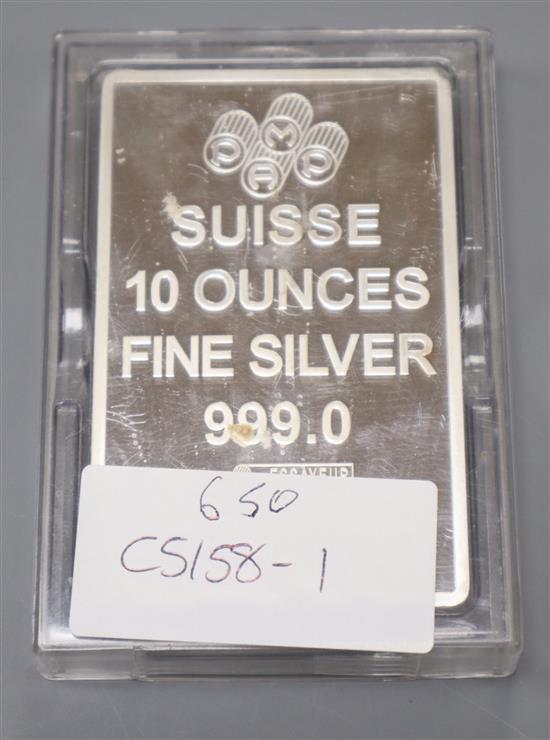 PAMP
SUISSE
10 OUNCES
FINE SILVER
999.0
650
CS158-1